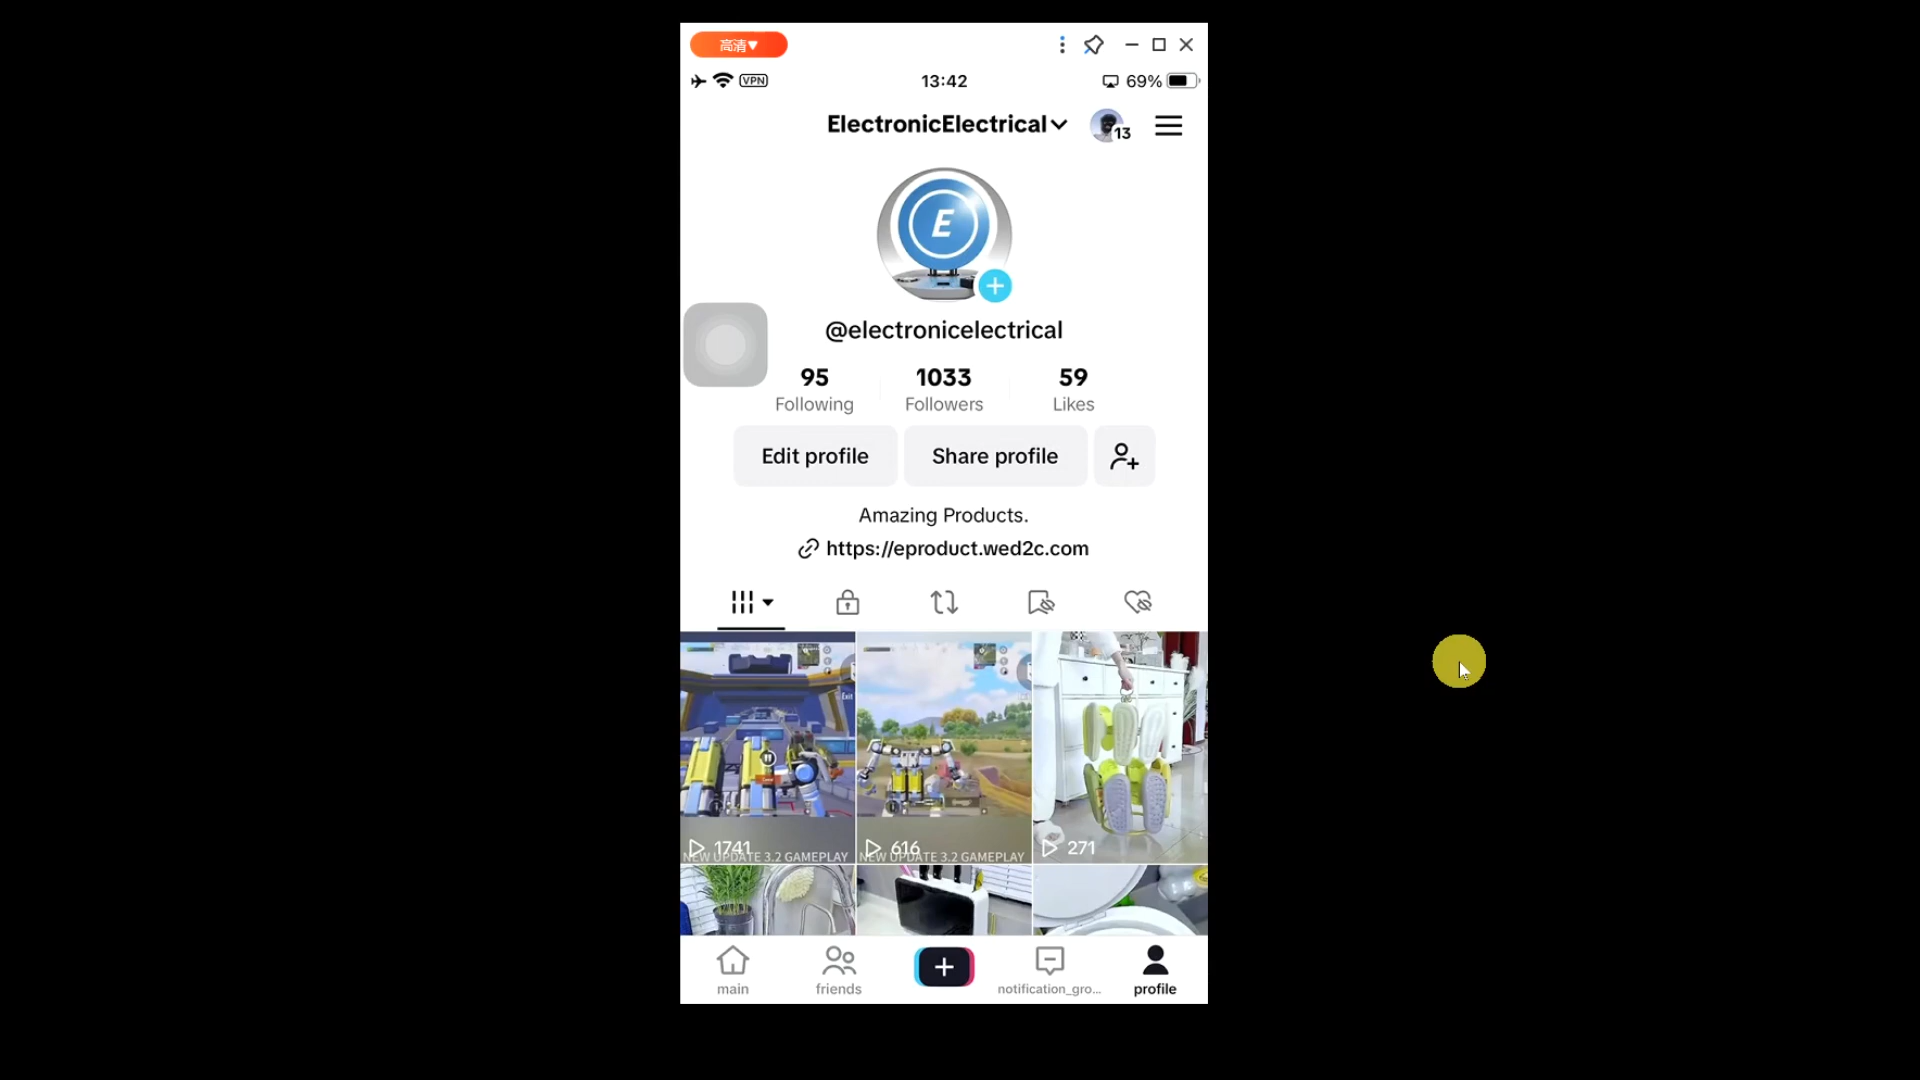 高清▼
VPN
13:42
69%
ElectronicElectrical
13
E
@electronicelectrical
95
1033
59
Following
Followers
Likes
Edit profile
Share profile
Amazing Products.
https://eproduct.wed2c.com
Exit
1741
616
271
NEW UPDATE 3.2 GAMEPLAY
NEW UPDATE 3.2 GAMEPLAY
main
friends
notification_gro...
profile